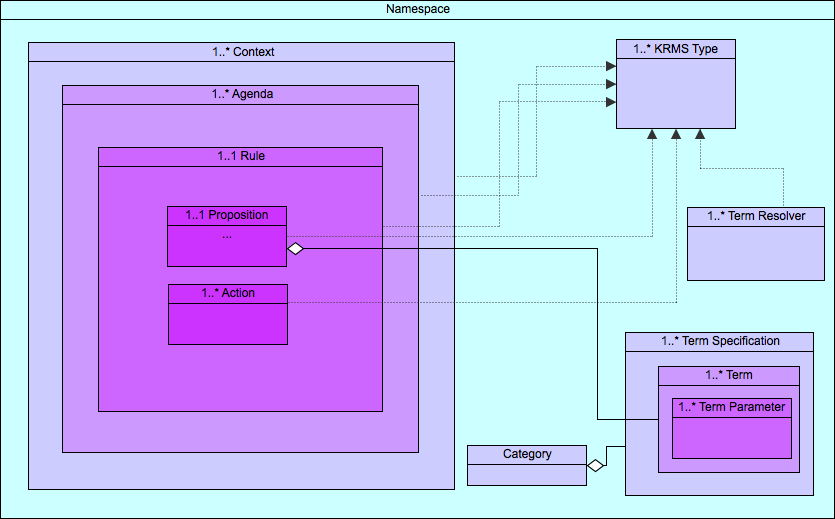 Namespace
1..* Context
1..* KRMS Type
1..* Agenda
1..1 Rule
1..1 Proposition
...
1..* Term Resolver
1..* Action
1..* Term Specification
1..* Term
1..* Term Parameter
Category